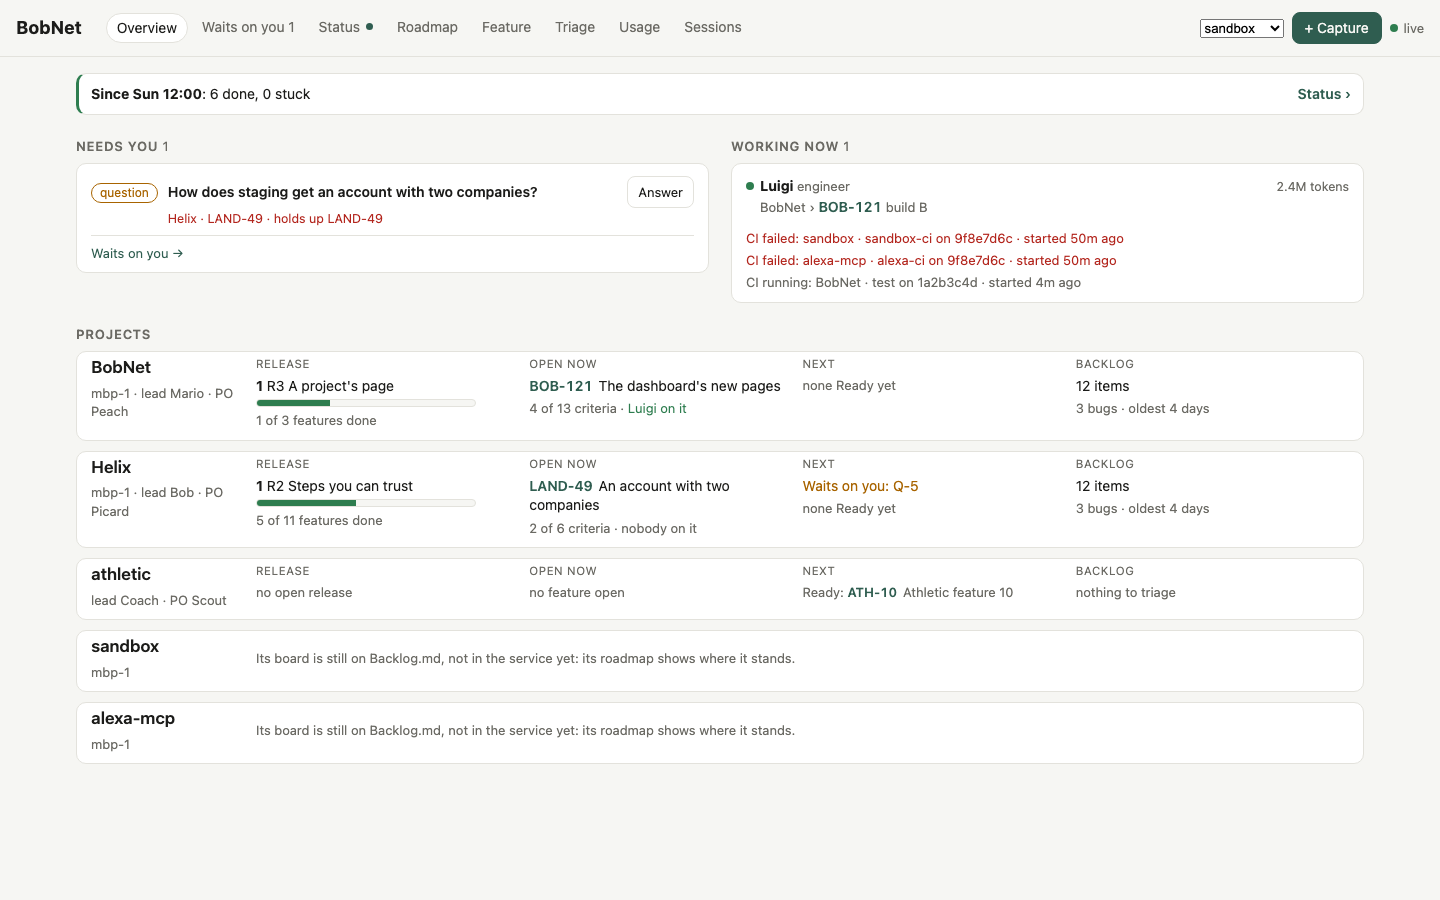 BobNet
Overview
Waits on you 1
Status
Roadmap
Feature
Triage
Usage
Sessions
sandbox
+ Capture
live
Since Sun 12:00: 6 done, 0 stuck
Status ›
NEEDS YOU 1
question
How does staging get an account with two companies?
Answer
Helix · LAND-49 · holds up LAND-49
Waits on you →
WORKING NOW 1
Luigi engineer
2.4M tokens
BobNet › BOB-121 build B
CI failed: sandbox · sandbox-ci on 9f8e7d6c · started 50m ago
CI failed: alexa-mcp · alexa-ci on 9f8e7d6c · started 50m ago
CI running: BobNet · test on 1a2b3c4d · started 4m ago
PROJECTS
BobNet
mbp-1 · lead Mario · PO
Peach
RELEASE
1 R3 A project's page
1 of 3 features done
OPEN NOW
BOB-121 The dashboard's new pages
4 of 13 criteria · Luigi on it
NEXT
none Ready yet
BACKLOG
12 items
3 bugs · oldest 4 days
Helix
mbp-1 · lead Bob · PO
Picard
RELEASE
1 R2 Steps you can trust
5 of 11 features done
OPEN NOW
LAND-49 An account with two
companies
2 of 6 criteria · nobody on it
NEXT
Waits on you: Q-5
none Ready yet
BACKLOG
12 items
3 bugs · oldest 4 days
athletic
lead Coach · PO Scout
RELEASE
no open release
OPEN NOW
no feature open
NEXT
Ready: ATH-10 Athletic feature 10
BACKLOG
nothing to triage
sandbox
mbp-1
Its board is still on Backlog.md, not in the service yet: its roadmap shows where it stands.
alexa-mcp
mbp-1
Its board is still on Backlog.md, not in the service yet: its roadmap shows where it stands.